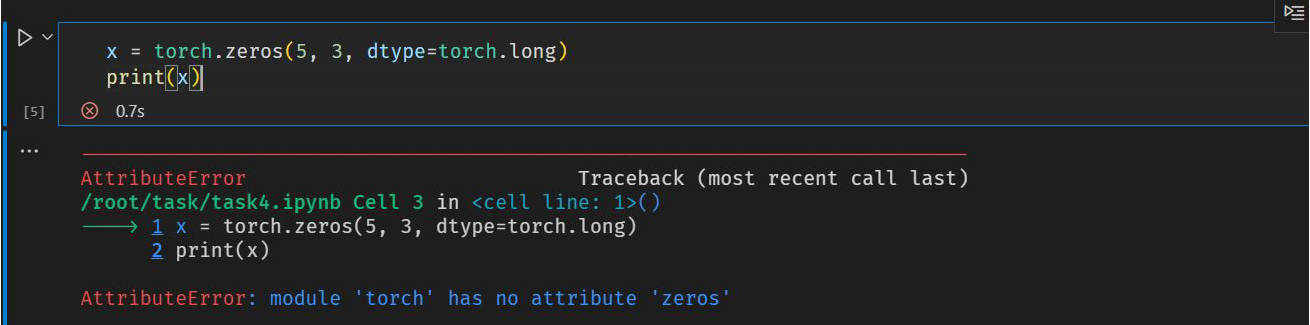 x = torch.zeros(5, 3, dtype=torch.long)
print(x)
[5] 0.7s
...
AttributeError Traceback (most recent call last)
/root/task/task4.ipynb Cell 3 in <cell line: 1>()
----> 1 x = torch.zeros(5, 3, dtype=torch.long)
2 print(x)
AttributeError: module 'torch' has no attribute 'zeros'